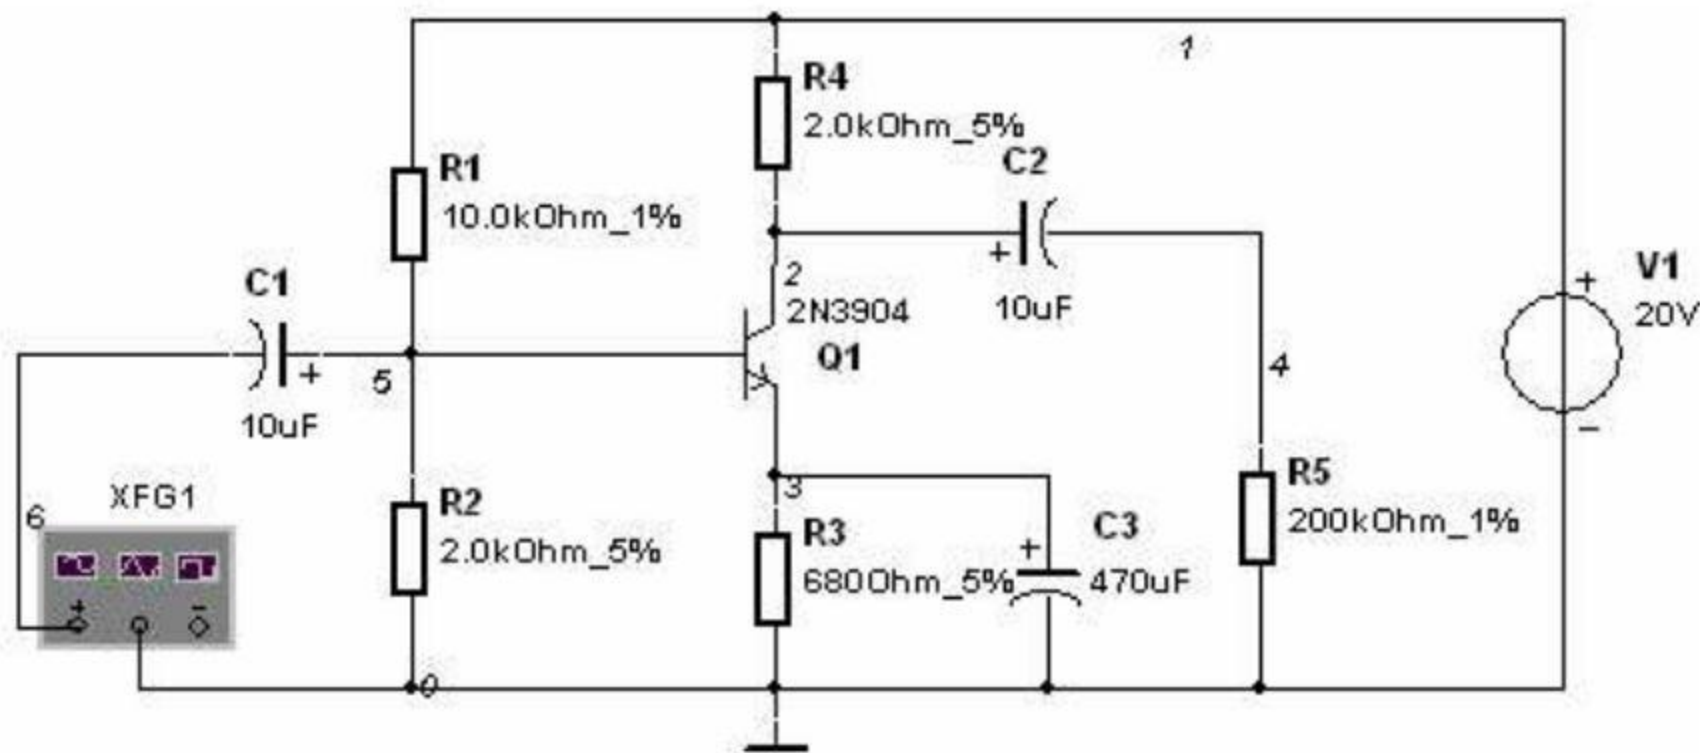 1
R4
2.0kOhm_5%
C2
R1
10.0kOhm_1%
+
10uF
C1
+
10uF
5
2
2N3904
Q1
4
+
V1
20V
-
XFG1
6
+
-
R2
2.0kOhm_5%
3
R3
680Ohm_5%
+
C3
470uF
R5
200kOhm_1%
0